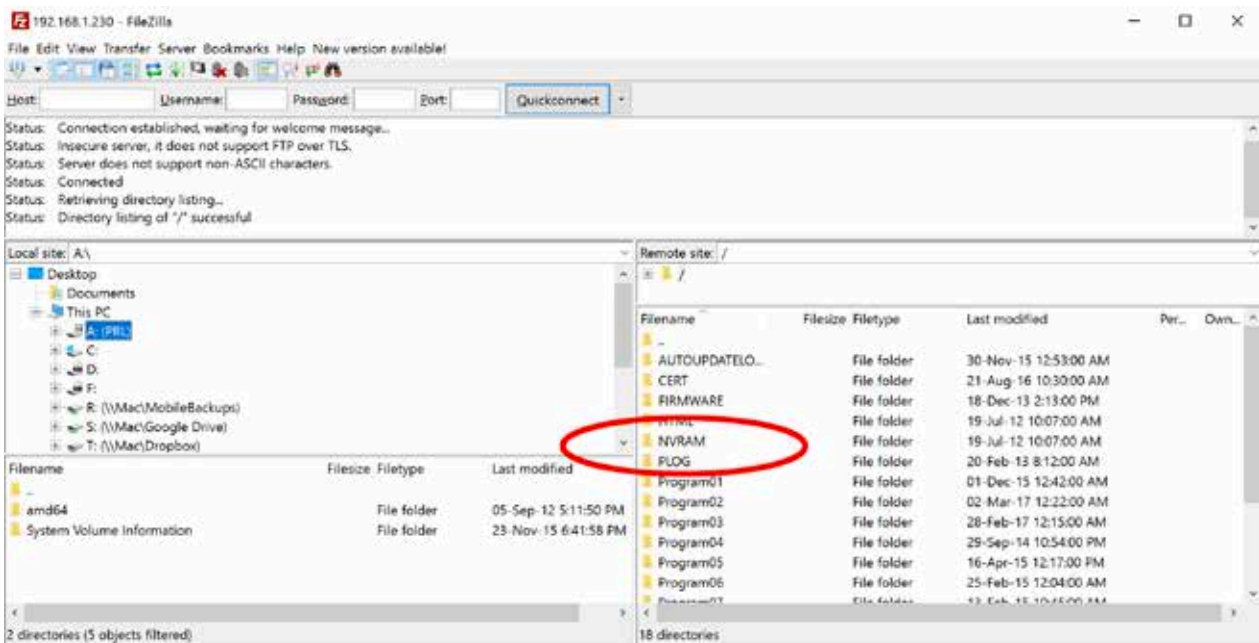 192.168.1.230 - FileZilla
File Edit View Transfer Server Bookmarks Help New version available!
Host: Username: Password: Port: Quickconnect
Status: Connection established, waiting for welcome message...
Status: Insecure server, it does not support FTP over TLS.
Status: Server does not support non-ASCII characters.
Status: Connected
Status: Retrieving directory listing...
Status: Directory listing of "/" successful
Local site: A:\
Desktop
Documents
This PC
A: (PBL)
C:
D:
F:
R: (\\Mac\MobileBackups)
S: (\\Mac\Google Drive)
T: (\\Mac\Dropbox)
Filename Filesize Filetype Last modified
..
amd64 File folder 05-Sep-12 5:11:50 PM
System Volume Information File folder 23-Nov-15 6:41:58 PM
2 directories (5 objects filtered)
Remote site: /
/
Filename Filesize Filetype Last modified Per... Own...
..
AUTOUPDATELO... File folder 30-Nov-15 12:53:00 AM
CERT File folder 21-Aug-16 10:30:00 AM
FIRMWARE File folder 18-Dec-13 2:13:00 PM
HTML File folder 19-Jul-12 10:07:00 AM
NVRAM File folder 19-Jul-12 10:07:00 AM
PLOG File folder 20-Feb-13 8:12:00 AM
Program01 File folder 01-Dec-15 12:42:00 AM
Program02 File folder 02-Mar-17 12:22:00 AM
Program03 File folder 28-Feb-17 12:15:00 AM
Program04 File folder 29-Sep-14 10:54:00 PM
Program05 File folder 16-Apr-15 12:17:00 PM
Program06 File folder 25-Feb-15 12:04:00 AM
Program07 File folder 13-Feb-15 10:45:00 AM
18 directories